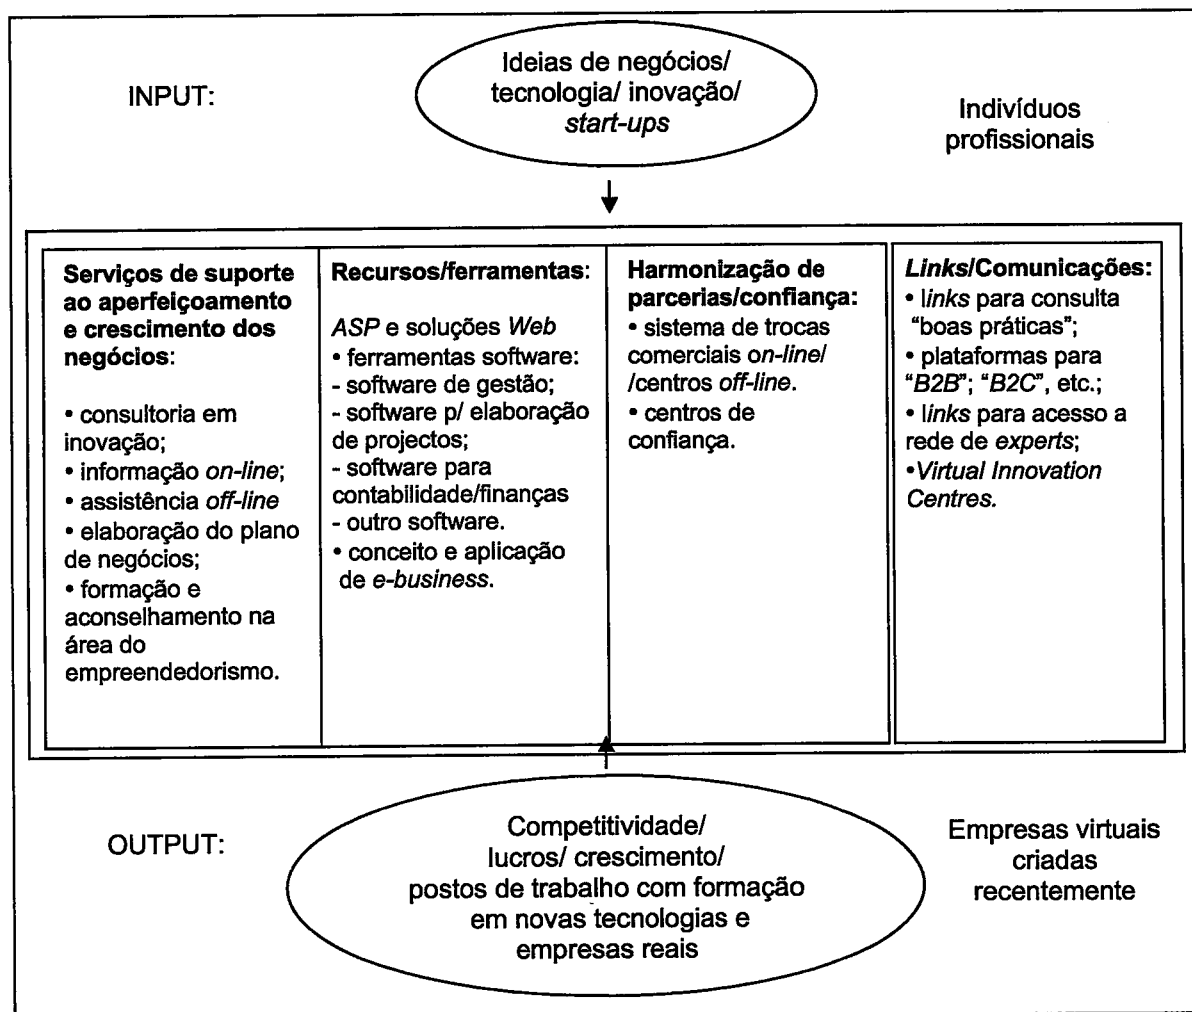 INPUT:
Ideias de negócios/
tecnologia/ inovação/
start-ups
Indivíduos
profissionais
Serviços de suporte
ao aperfeiçoamento
e crescimento dos
negócios:
• consultoria em
inovação;
• informação on-line;
• assistência off-line
• elaboração do plano
de negócios;
• formação e
aconselhamento na
área do
empreendedorismo.
Recursos/ferramentas:
ASP e soluções Web
• ferramentas software:
- software de gestão;
- software p/ elaboração
de projectos;
- software para
contabilidade/finanças
- outro software.
• conceito e aplicação
de e-business.
Harmonização de
parcerias/confiança:
• sistema de trocas
comerciais on-line/
/centros off-line.
• centros de
confiança.
Links/Comunicações:
• links para consulta
“boas práticas”;
• plataformas para
“B2B”; “B2C”, etc.;
• links para acesso a
rede de experts;
•Virtual Innovation
Centres.
OUTPUT:
Competitividade/
lucros/ crescimento/
postos de trabalho com formação
em novas tecnologias e
empresas reais
Empresas virtuais
criadas
recentemente